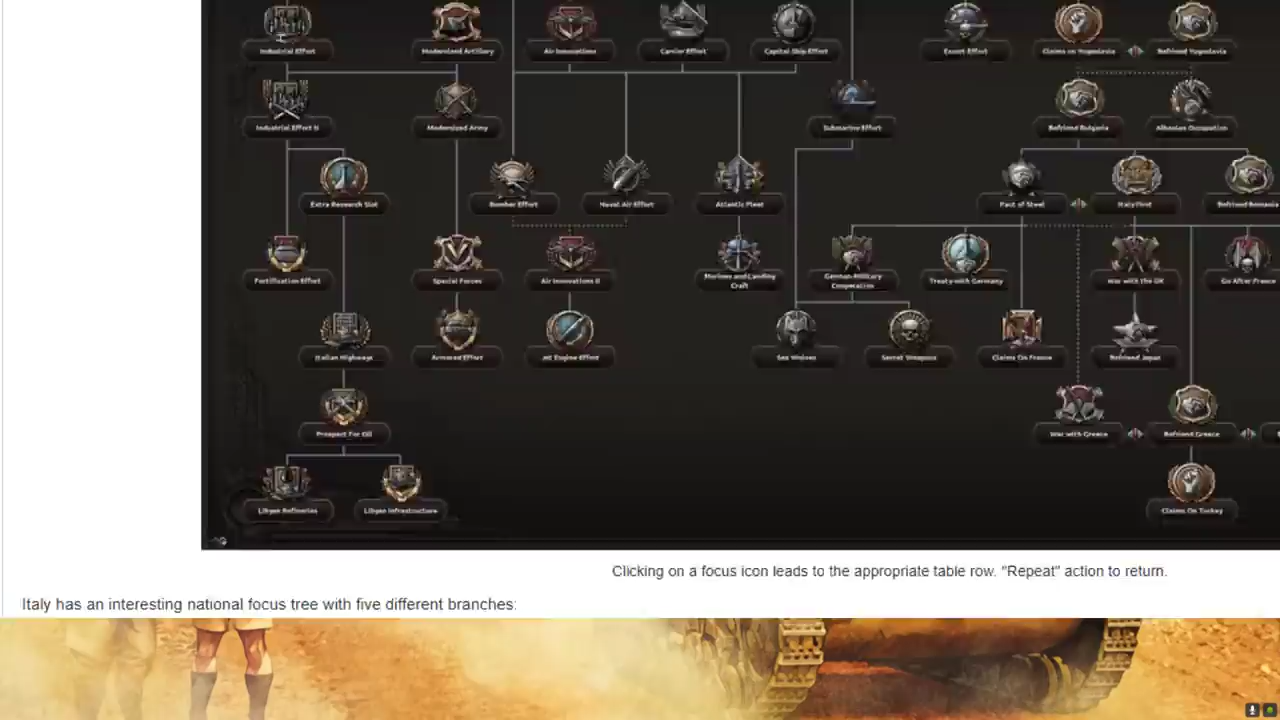 Industrial Effort
Modernized Artillery
Air Innovations
Carrier Effort
Capital Ship Effort
Escort Effort
Claims on Yugoslavia
Befriend Yugoslavia
Industrial Effort II
Modernized Army
Submarine Effort
Befriend Bulgaria
Albanian Occupation
Extra Research Slot
Bomber Effort
Naval Air Effort
Atlantic Fleet
Pact of Steel
Italy First
Befriend Romania
Fortification Effort
Special Forces
Air Innovations II
Marines and Landing
Craft
German Military
Cooperation
Treaty with Germany
War with the UK
Go After France
Italian Highways
Armored Effort
Jet Engine Effort
Sea Wolves
Secret Weapons
Claims On France
Befriend Japan
Prospect For Oil
War with Greece
Befriend Greece
Libyan Refineries
Libyan Infrastructure
Claims On Turkey
Clicking on a focus icon leads to the appropriate table row. "Repeat" action to return.
Italy has an interesting national focus tree with five different branches: